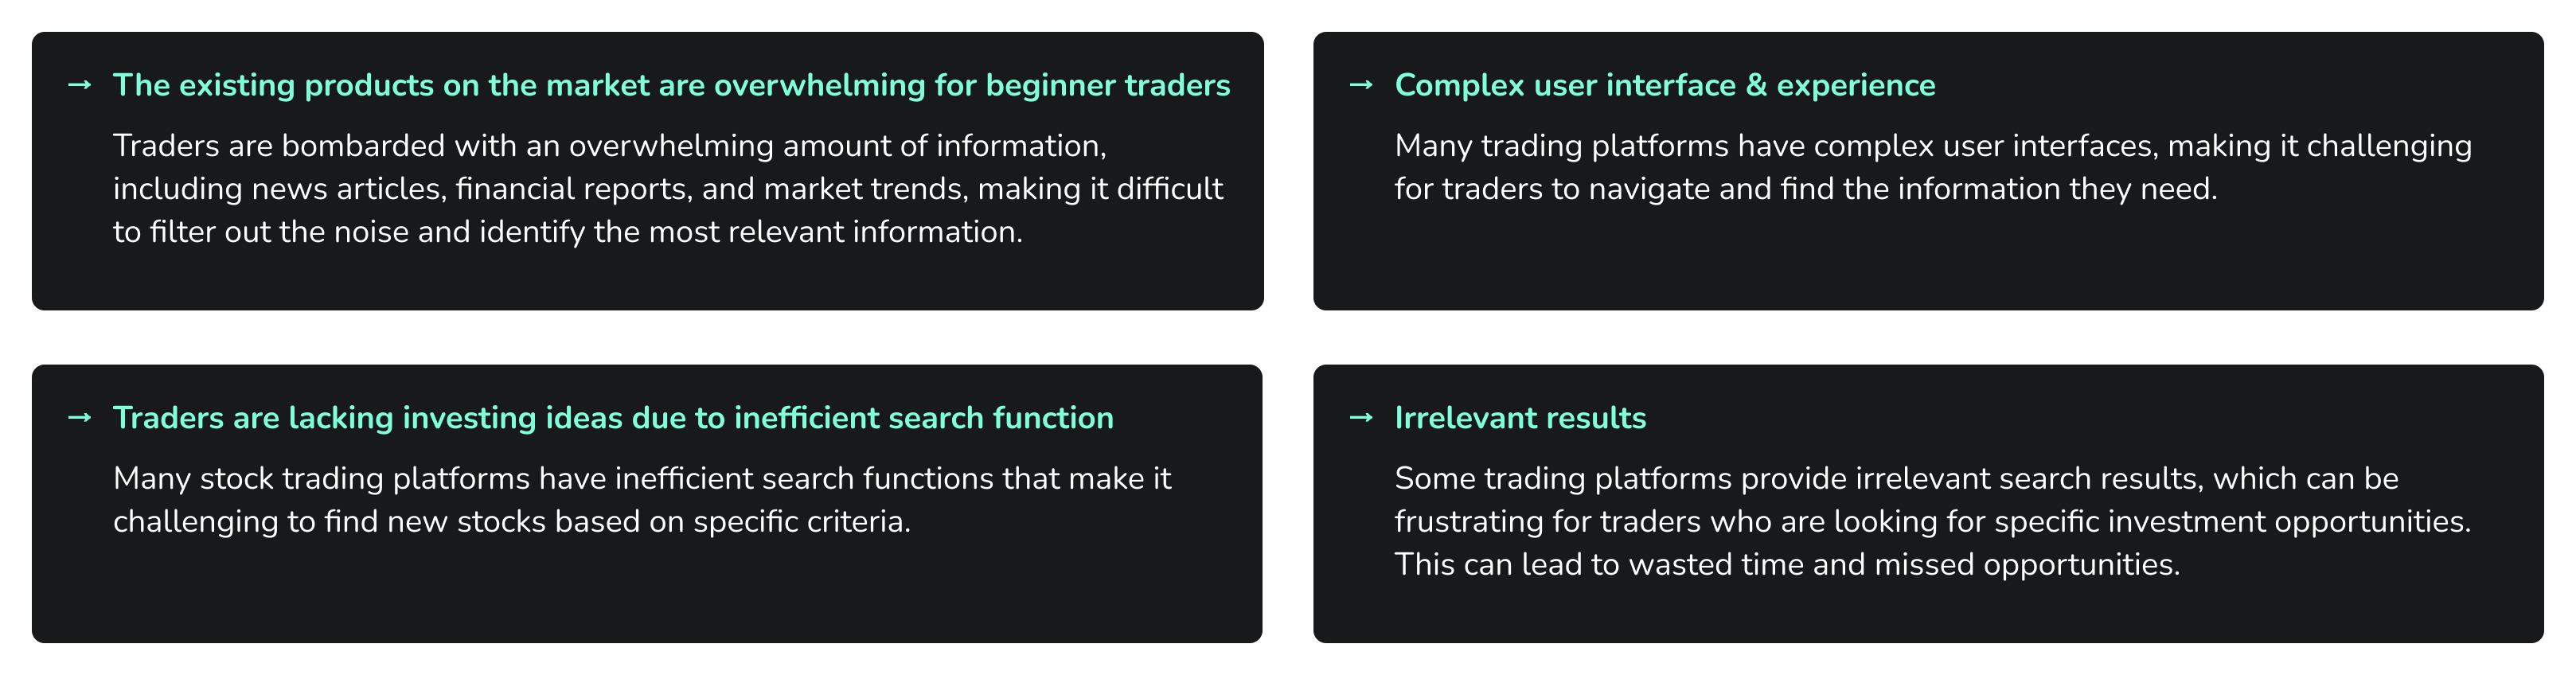 → The existing products on the market are overwhelming for beginner traders
Traders are bombarded with an overwhelming amount of information,
including news articles, financial reports, and market trends, making it difficult
to filter out the noise and identify the most relevant information.
→ Complex user interface & experience
Many trading platforms have complex user interfaces, making it challenging
for traders to navigate and find the information they need.
→ Traders are lacking investing ideas due to inefficient search function
Many stock trading platforms have inefficient search functions that make it
challenging to find new stocks based on specific criteria.
→ Irrelevant results
Some trading platforms provide irrelevant search results, which can be
frustrating for traders who are looking for specific investment opportunities.
This can lead to wasted time and missed opportunities.